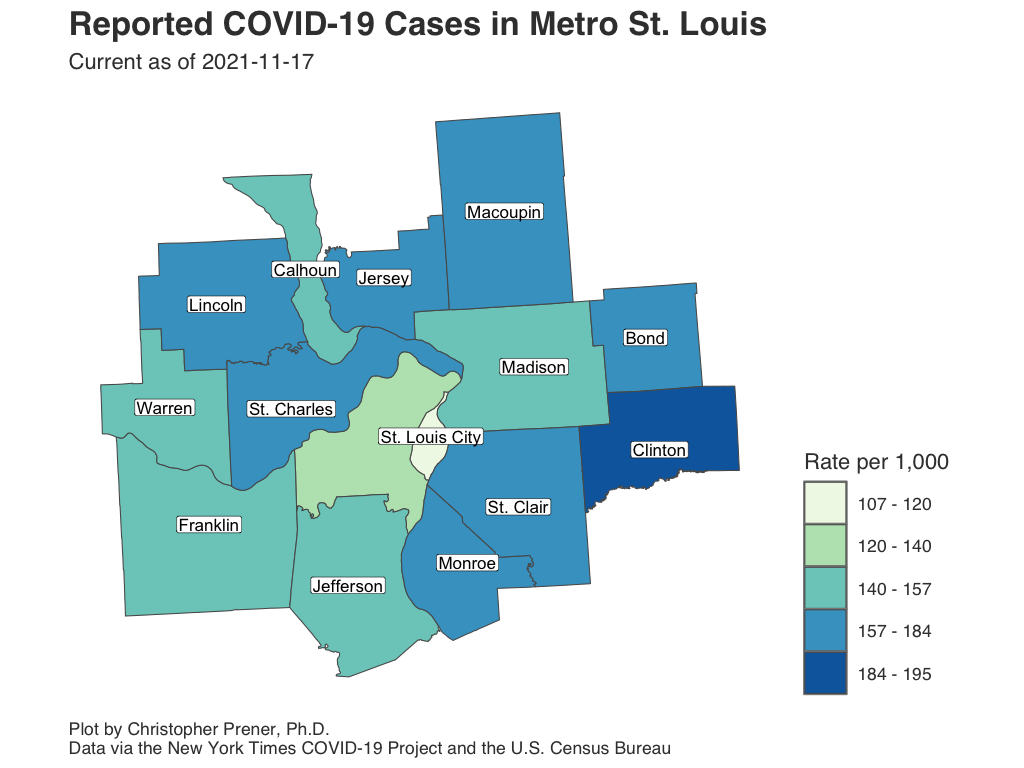 Reported COVID-19 Cases in Metro St. Louis
Current as of 2021-11-17
Macoupin
Calhoun
Jersey
Lincoln
Bond
Madison
Warren
St. Charles
St. Louis City
Clinton
St. Clair
Franklin
Monroe
Jefferson
Rate per 1,000
107 - 120
120 - 140
140 - 157
157 - 184
184 - 195
Plot by Christopher Prener, Ph.D.
Data via the New York Times COVID-19 Project and the U.S. Census Bureau